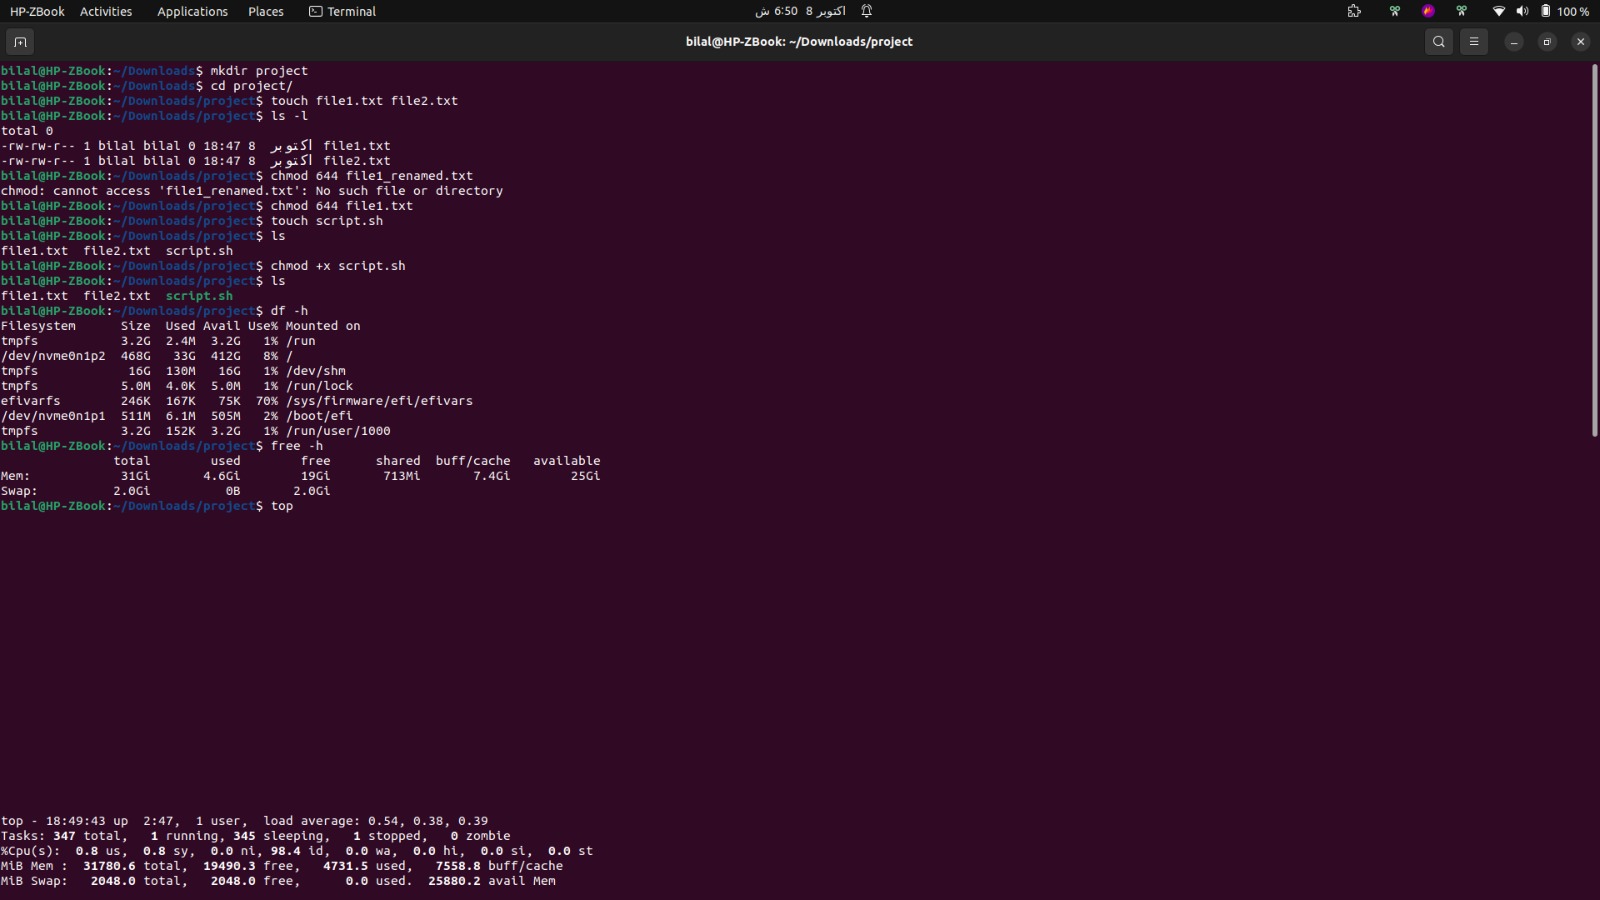 HP-ZBook Activities Applications Places Terminal اکتوبر 8 6:50 ش 100 %
bilal@HP-ZBook: ~/Downloads/project
bilal@HP-ZBook:~/Downloads$ mkdir project
bilal@HP-ZBook:~/Downloads$ cd project/
bilal@HP-ZBook:~/Downloads/project$ touch file1.txt file2.txt
bilal@HP-ZBook:~/Downloads/project$ ls -l
total 0
-rw-rw-r-- 1 bilal bilal 0 18:47 8 اکتوبر file1.txt
-rw-rw-r-- 1 bilal bilal 0 18:47 8 اکتوبر file2.txt
bilal@HP-ZBook:~/Downloads/project$ chmod 644 file1_renamed.txt
chmod: cannot access 'file1_renamed.txt': No such file or directory
bilal@HP-ZBook:~/Downloads/project$ chmod 644 file1.txt
bilal@HP-ZBook:~/Downloads/project$ touch script.sh
bilal@HP-ZBook:~/Downloads/project$ ls
file1.txt  file2.txt  script.sh
bilal@HP-ZBook:~/Downloads/project$ chmod +x script.sh
bilal@HP-ZBook:~/Downloads/project$ ls
file1.txt  file2.txt  script.sh
bilal@HP-ZBook:~/Downloads/project$ df -h
Filesystem      Size  Used Avail Use% Mounted on
tmpfs           3.2G  2.4M  3.2G   1% /run
/dev/nvme0n1p2  468G   33G  412G   8% /
tmpfs            16G  130M   16G   1% /dev/shm
tmpfs           5.0M  4.0K  5.0M   1% /run/lock
efivarfs        246K  167K   75K  70% /sys/firmware/efi/efivars
/dev/nvme0n1p1  511M  6.1M  505M   2% /boot/efi
tmpfs           3.2G  152K  3.2G   1% /run/user/1000
bilal@HP-ZBook:~/Downloads/project$ free -h
               total        used        free      shared  buff/cache   available
Mem:            31Gi       4.6Gi        19Gi       713Mi       7.4Gi        25Gi
Swap:          2.0Gi          0B       2.0Gi
bilal@HP-ZBook:~/Downloads/project$ top
top - 18:49:43 up  2:47,  1 user,  load average: 0.54, 0.38, 0.39
Tasks: 347 total,   1 running, 345 sleeping,   1 stopped,   0 zombie
%Cpu(s):  0.8 us,  0.8 sy,  0.0 ni, 98.4 id,  0.0 wa,  0.0 hi,  0.0 si,  0.0 st
MiB Mem :  31780.6 total,  19490.3 free,   4731.5 used,   7558.8 buff/cache
MiB Swap:   2048.0 total,   2048.0 free,      0.0 used.  25880.2 avail Mem